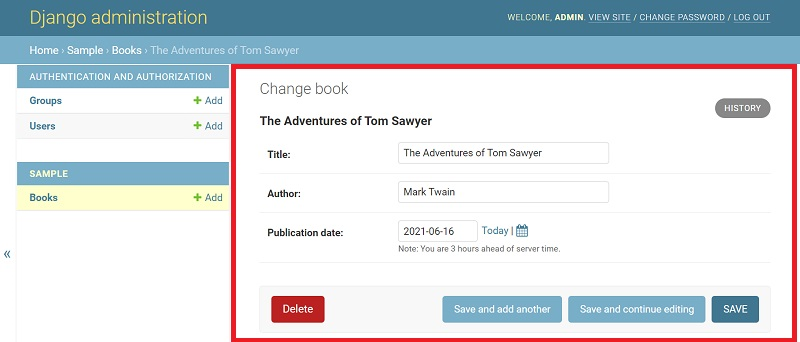 Django administration
WELCOME, ADMIN. VIEW SITE / CHANGE PASSWORD / LOG OUT
Home › Sample › Books › The Adventures of Tom Sawyer
AUTHENTICATION AND AUTHORIZATION
Groups + Add
Users + Add
SAMPLE
Books + Add
«
Change book
HISTORY
The Adventures of Tom Sawyer
Title: The Adventures of Tom Sawyer
Author: Mark Twain
Publication date: 2021-06-16 Today |
Note: You are 3 hours ahead of server time.
Delete Save and add another Save and continue editing SAVE